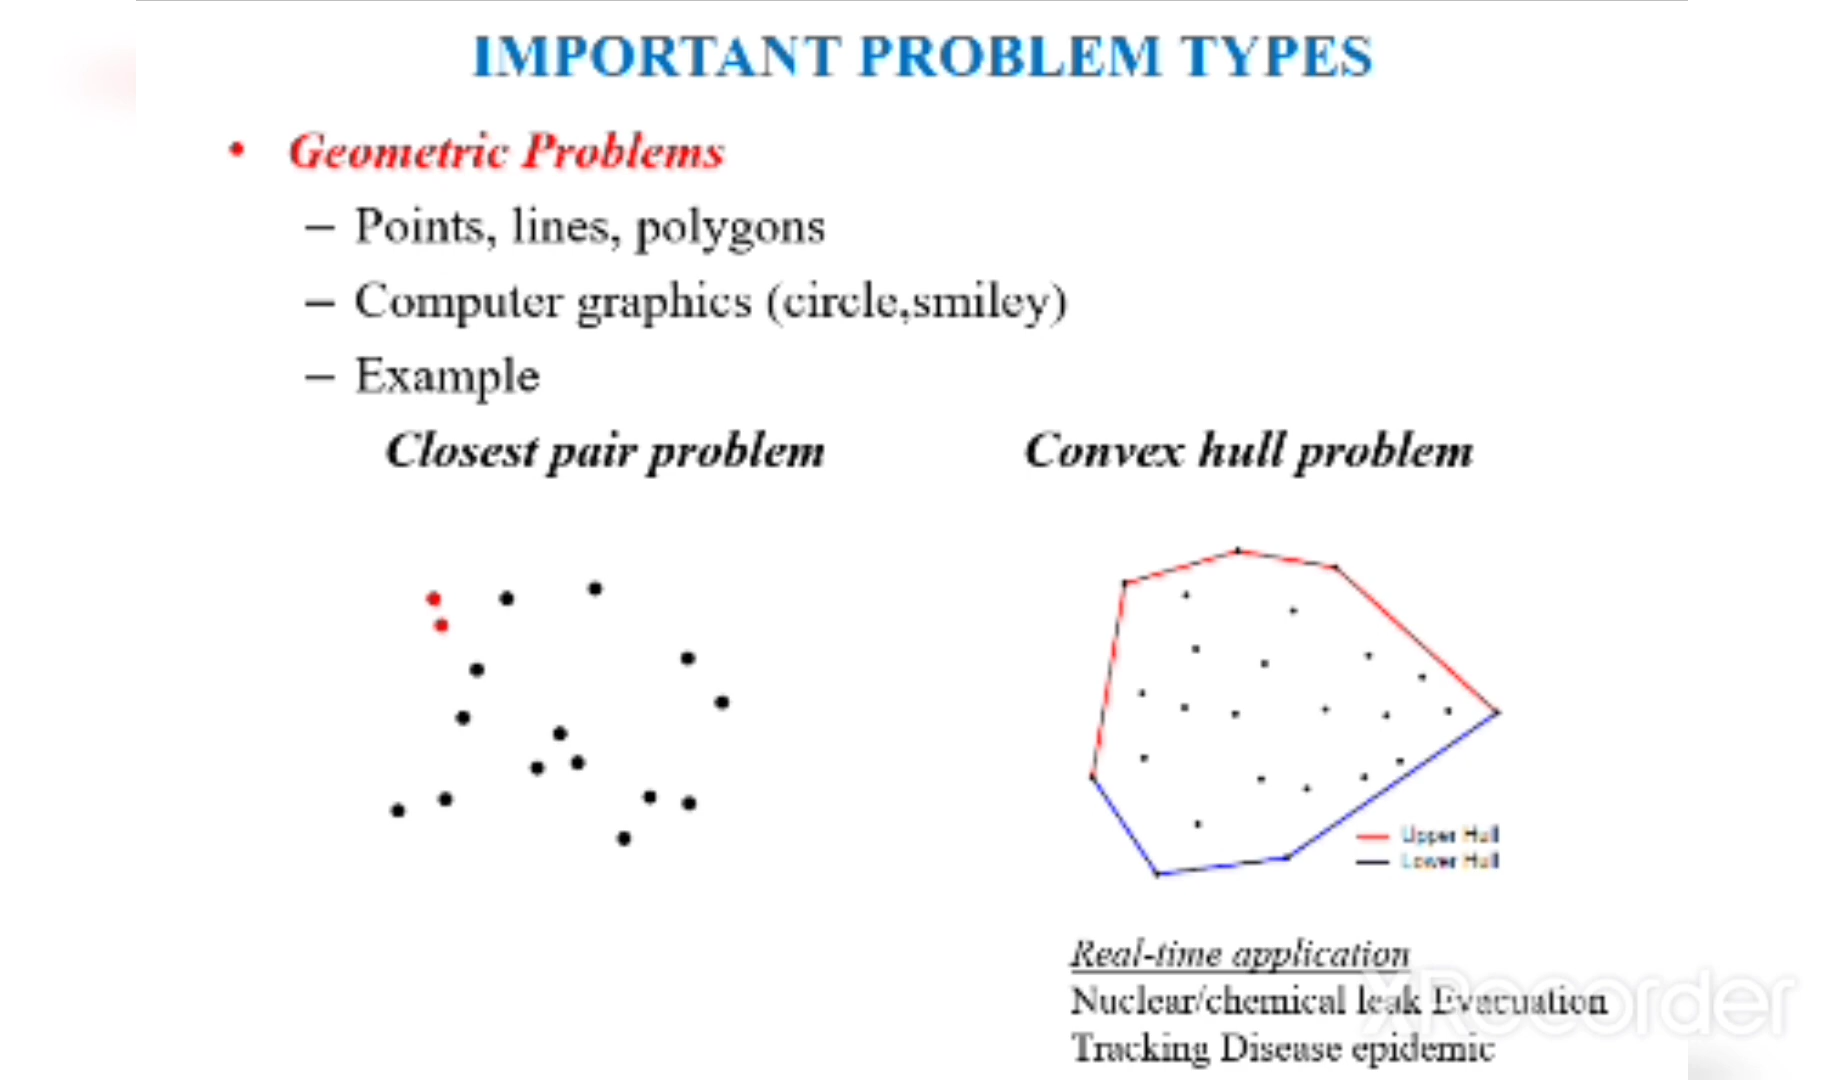 IMPORTANT PROBLEM TYPES
• Geometric Problems
– Points, lines, polygons
– Computer graphics (circle,smiley)
– Example
Closest pair problem
Convex hull problem
Upper Hull
Lower Hull
Real-time application
Nuclear/chemical leak Evacuation
Tracking Disease epidemic
XRecorder